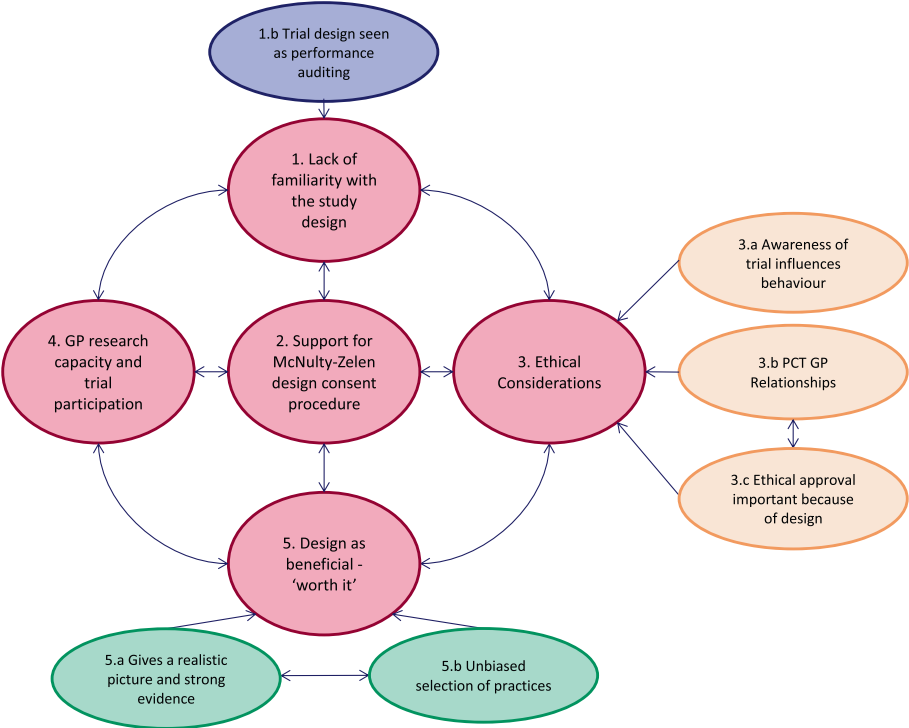 1.b Trial design seen
as performance
auditing
1. Lack of
familiarity with
the study
design
3.a Awareness of
trial influences
behaviour
4. GP research
capacity and
trial
participation
2. Support for
McNulty-Zelen
design consent
procedure
3. Ethical
Considerations
3.b PCT GP
Relationships
3.c Ethical approval
important because
of design
5. Design as
beneficial -
‘worth it’
5.a Gives a realistic
picture and strong
evidence
5.b Unbiased
selection of practices